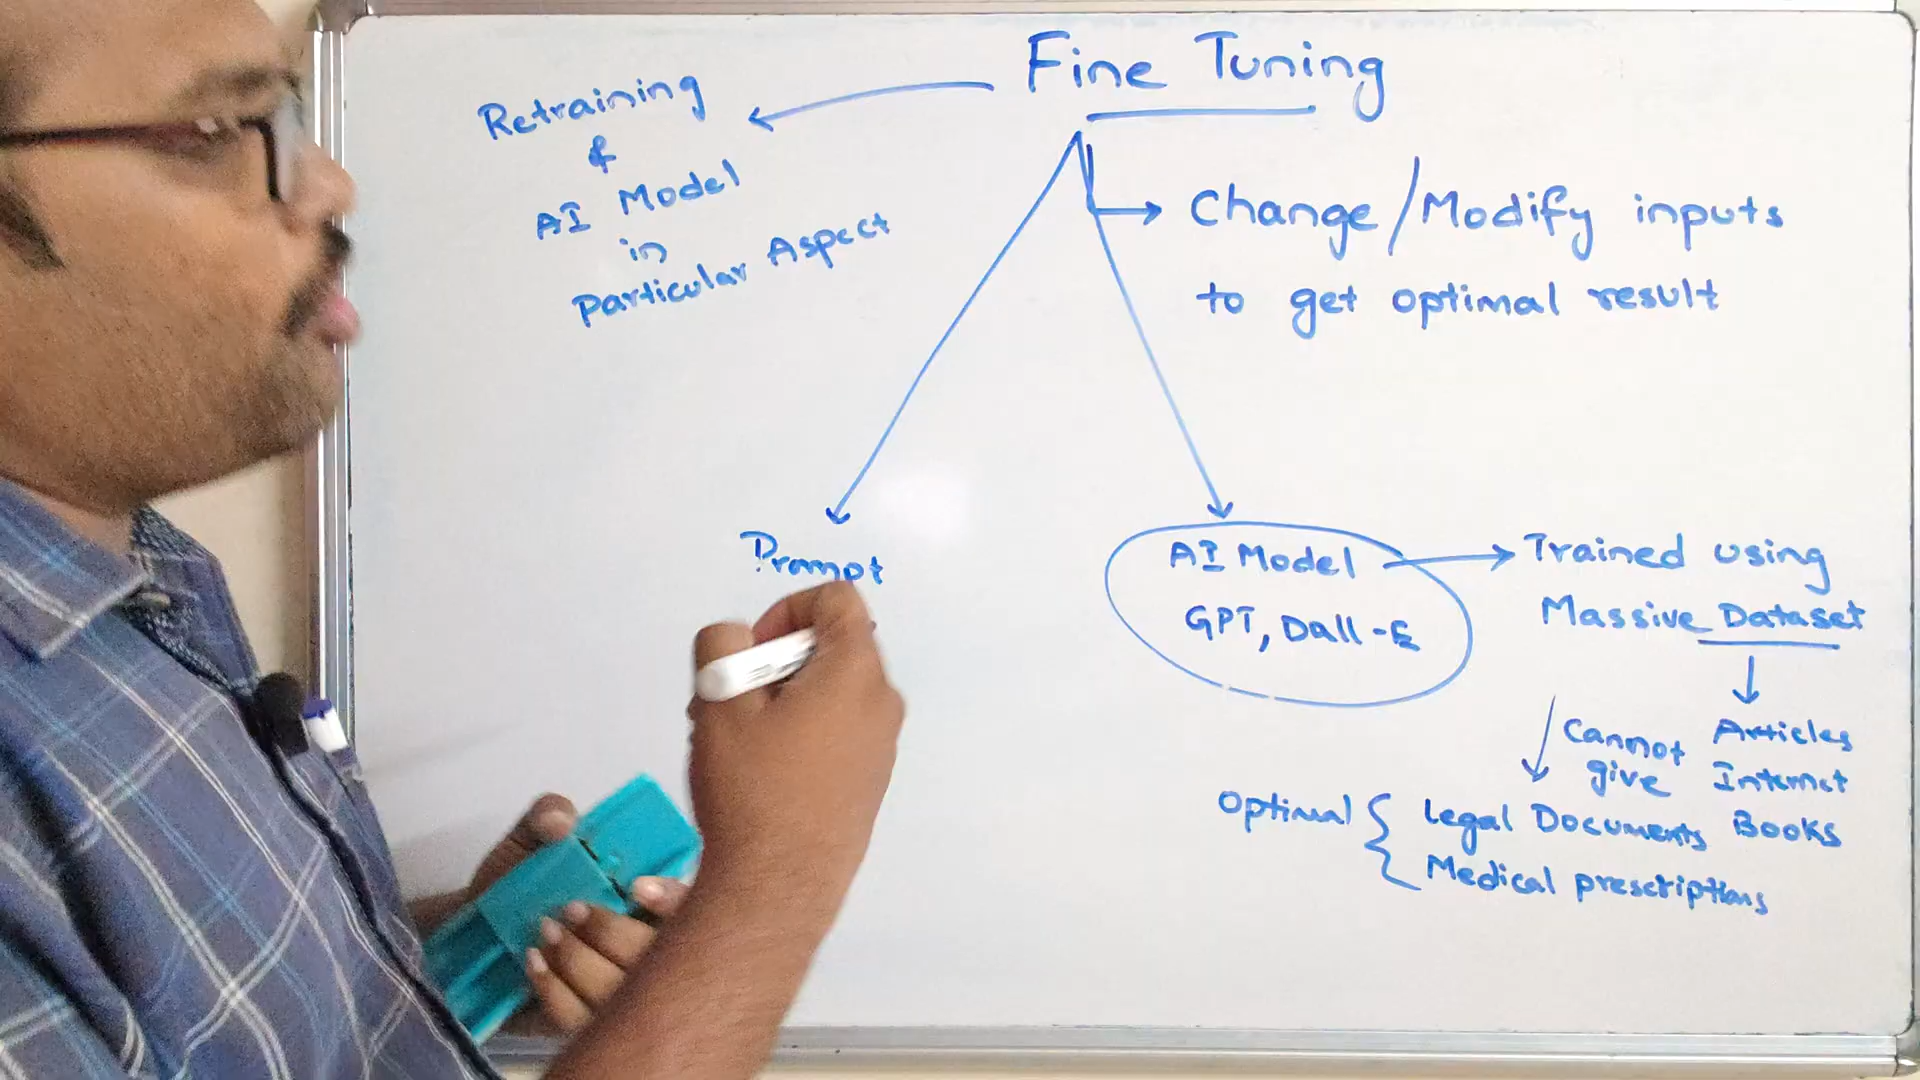 Fine Tuning
Retraining
&
AI Model
in
Particular Aspect
Change/Modify inputs
to get optimal result
Prompt
AI Model
GPT, Dall-E
Trained using
Massive Dataset
Articles
Internet
Books
Cannot
give
Optimal
Legal Documents
Medical prescriptions